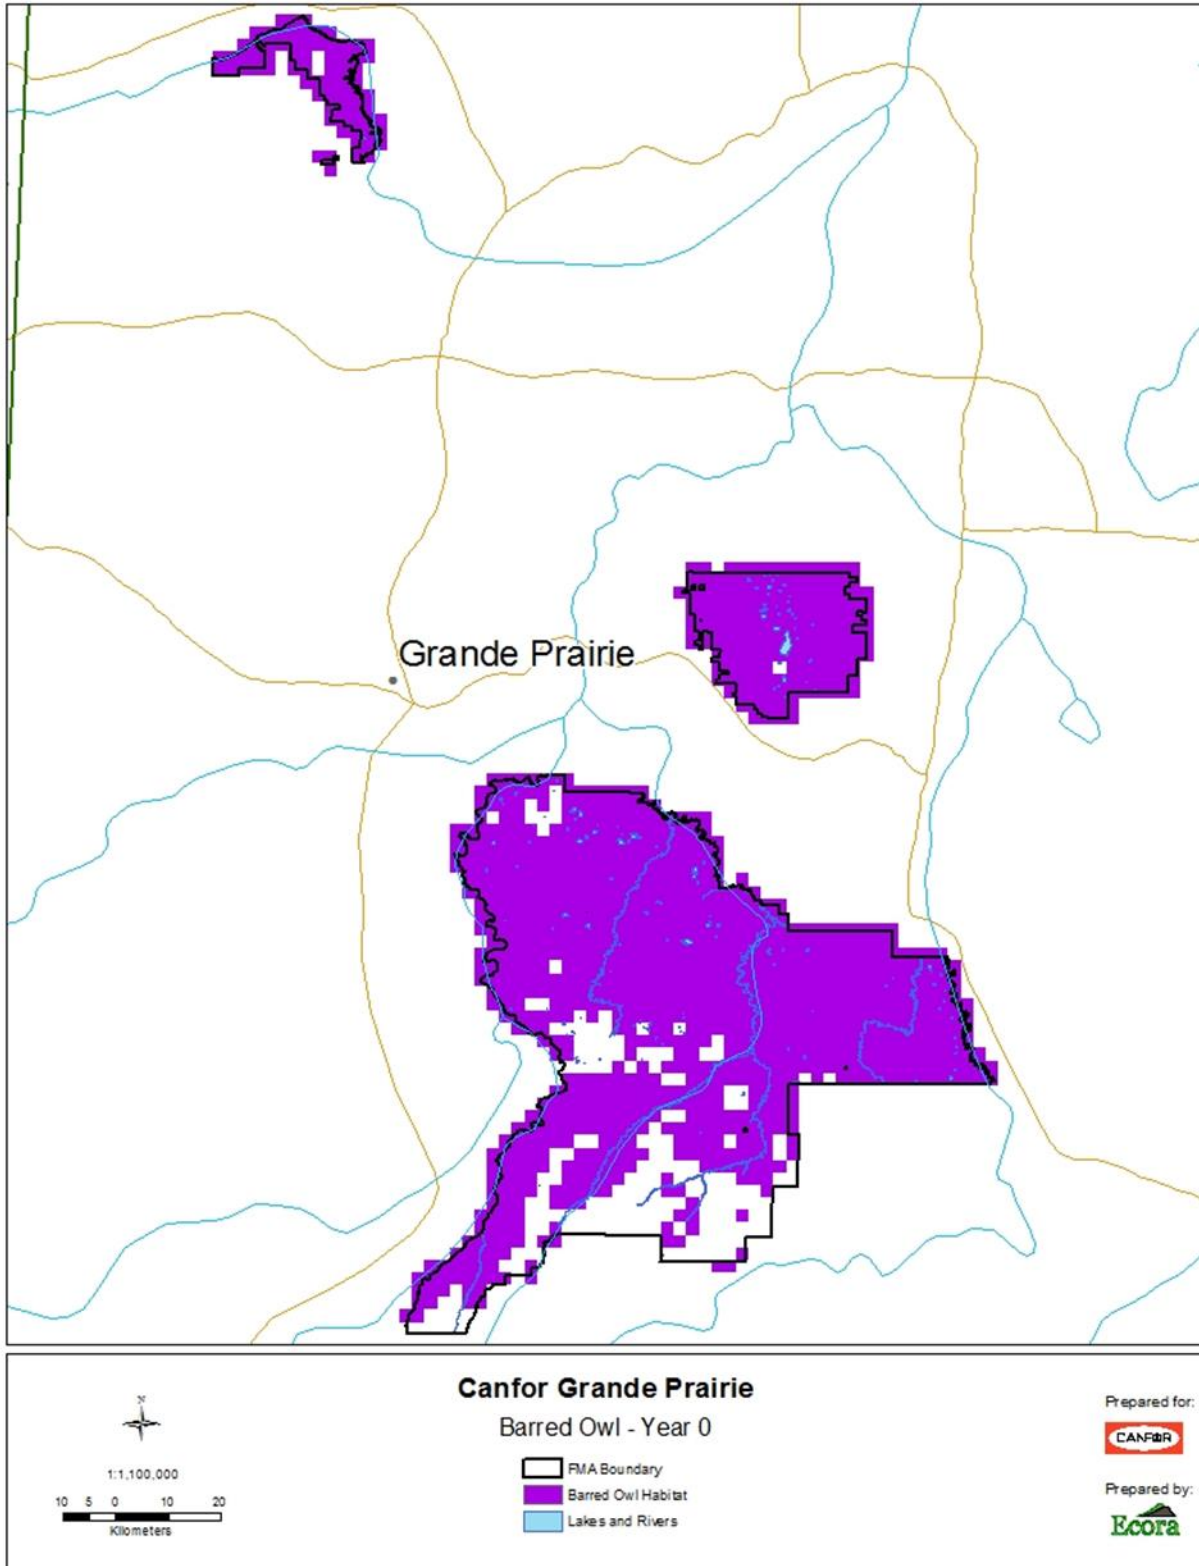 Grande Prairie
Canfor Grande Prairie
Barred Owl - Year 0
FMA Boundary
Barred Owl Habitat
Lakes and Rivers
N
1:1,100,000
10 5 0 10 20
Kilometers
Prepared for:
CANFOR
Prepared by:
Ecora